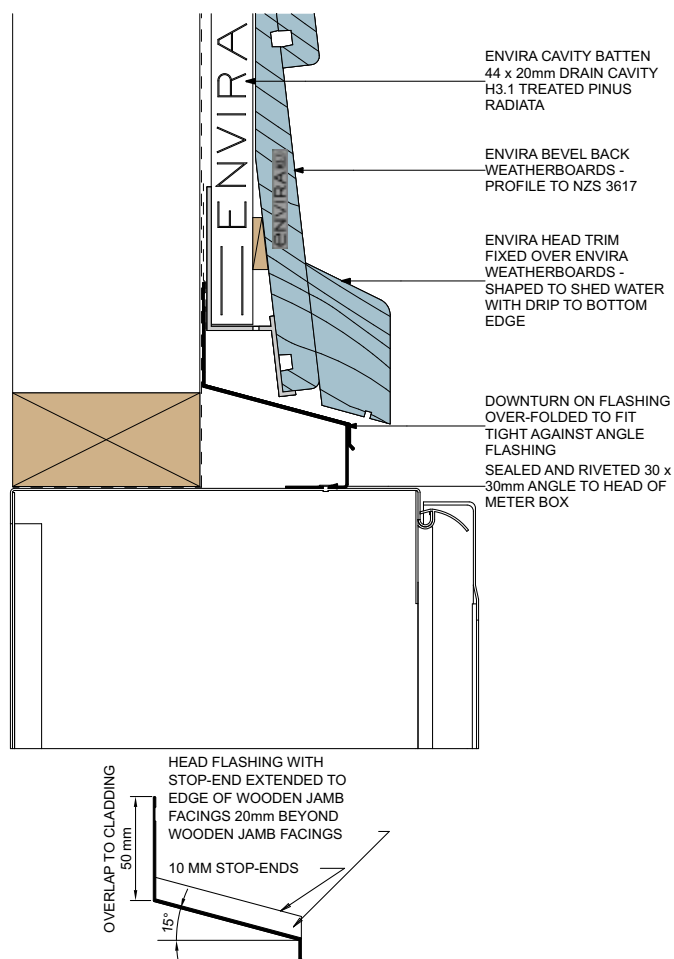 ENVIRA
ENVIRA
ENVIRA CAVITY BATTEN
44 x 20mm DRAIN CAVITY
H3.1 TREATED PINUS
RADIATA
ENVIRA BEVEL BACK
WEATHERBOARDS -
PROFILE TO NZS 3617
ENVIRA HEAD TRIM
FIXED OVER ENVIRA
WEATHERBOARDS -
SHAPED TO SHED WATER
WITH DRIP TO BOTTOM
EDGE
DOWNTURN ON FLASHING
OVER-FOLDED TO FIT
TIGHT AGAINST ANGLE
FLASHING
SEALED AND RIVETED 30 x
30mm ANGLE TO HEAD OF
METER BOX
HEAD FLASHING WITH
STOP-END EXTENDED TO
EDGE OF WOODEN JAMB
FACINGS 20mm BEYOND
WOODEN JAMB FACINGS
10 MM STOP-ENDS
OVERLAP TO CLADDING
50 mm
15°